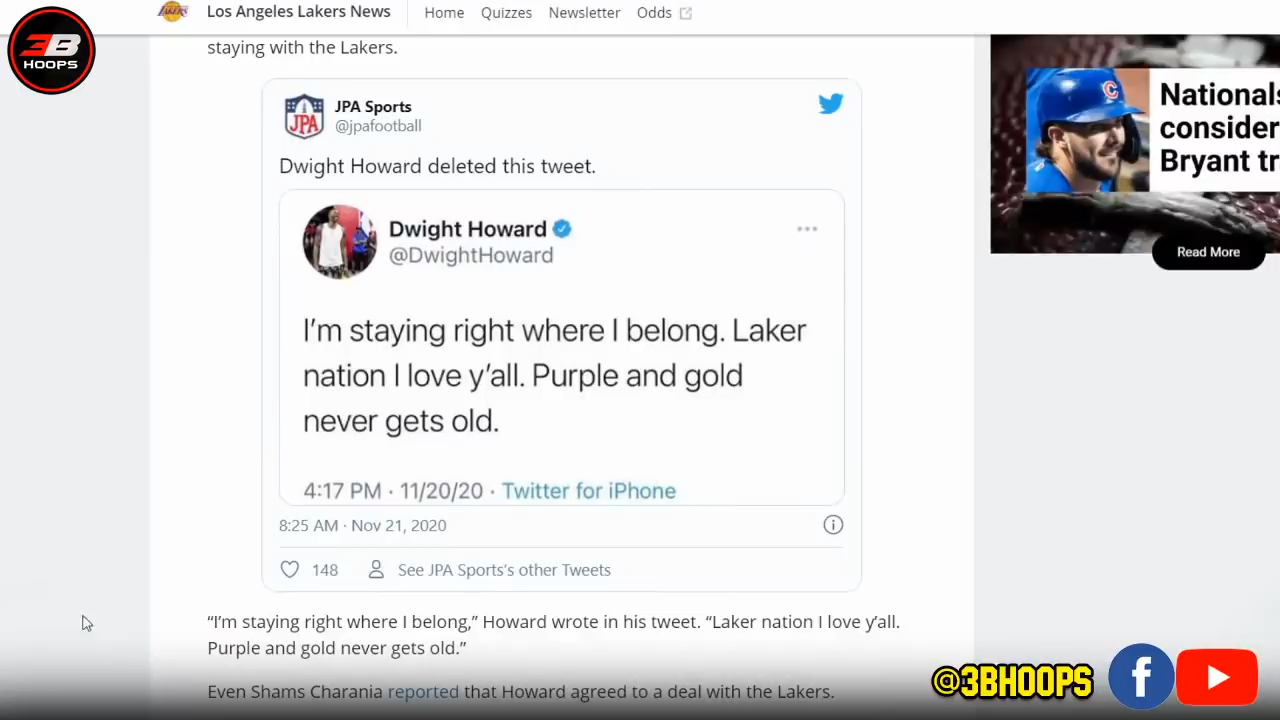 3B
HOOPS
LAKERS
Los Angeles Lakers News
Home
Quizzes
Newsletter
Odds
staying with the Lakers.
JPA
JPA Sports
@jpafootball
Dwight Howard deleted this tweet.
Dwight Howard
@DwightHoward
I'm staying right where I belong. Laker
nation I love y'all. Purple and gold
never gets old.
4:17 PM · 11/20/20 · Twitter for iPhone
8:25 AM · Nov 21, 2020
148
See JPA Sports's other Tweets
“I'm staying right where I belong,” Howard wrote in his tweet. “Laker nation I love y'all.
Purple and gold never gets old.”
Even Shams Charania reported that Howard agreed to a deal with the Lakers.
C
Nationals
consider
Bryant tr
Read More
@3BHOOPS
f